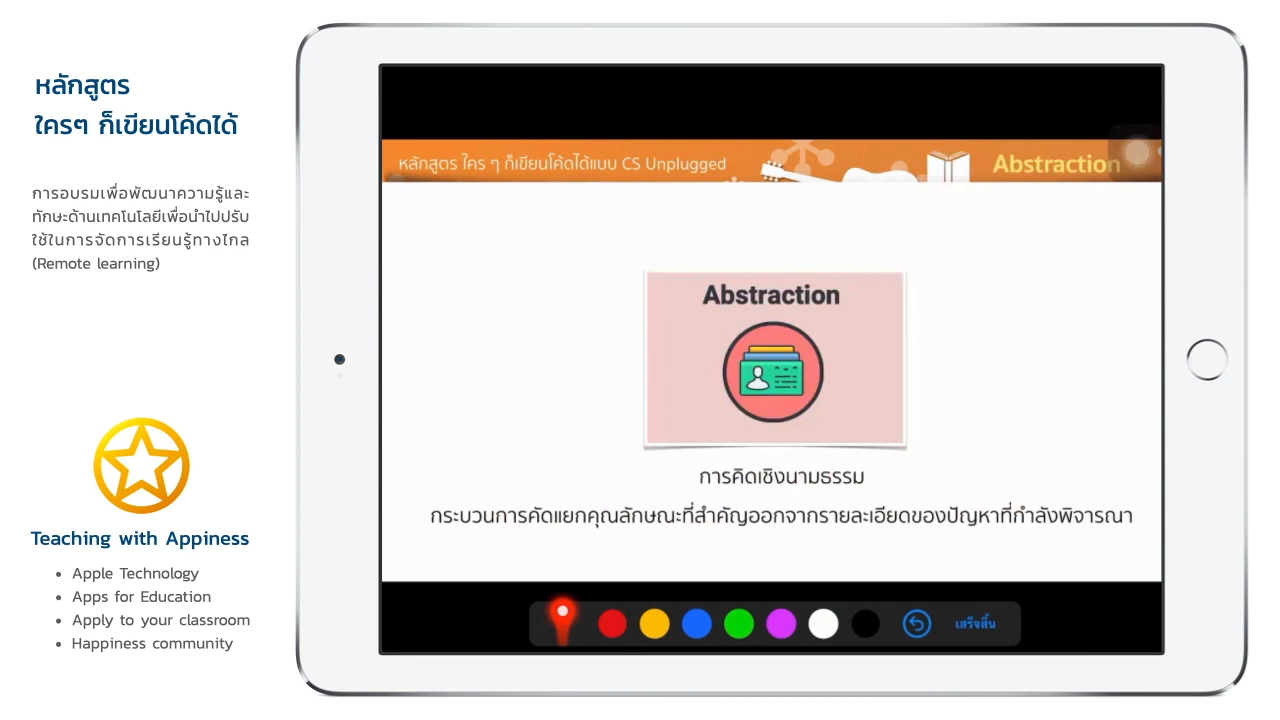 หลักสูตร
ใครๆ ก็เขียนโค้ดได้
การอบรมเพื่อพัฒนาความรู้และ
ทักษะด้านเทคโนโลยีเพื่อนำไปปรับ
ใช้ในการจัดการเรียนรู้ทางไกล
(Remote learning)
Teaching with Appiness
• Apple Technology
• Apps for Education
• Apply to your classroom
• Happiness community
หลักสูตร ใคร ๆ ก็เขียนโค้ดได้แบบ CS Unplugged
Abstraction
Abstraction
การคิดเชิงนามธรรม
กระบวนการคัดแยกคุณลักษณะที่สำคัญออกจากรายละเอียดของปัญหาที่กำลังพิจารณา
เสร็จสิ้น